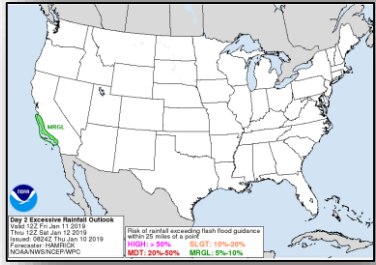 MRGL
NOAA
Day 2 Excessive Rainfall Outlook
Valid 12Z Fri Jan 11 2019
Thru 12Z Sat Jan 12 2019
Issued: 0824Z Thu Jan 10 2019
Forecaster: HAMRICK
NOAA/NWS/NCEP/WPC
Risk of rainfall exceeding flash flood guidance
within 25 miles of a point
HIGH: > 50% SLGT: 10%-20%
MDT: 20%-50% MRGL: 5%-10%